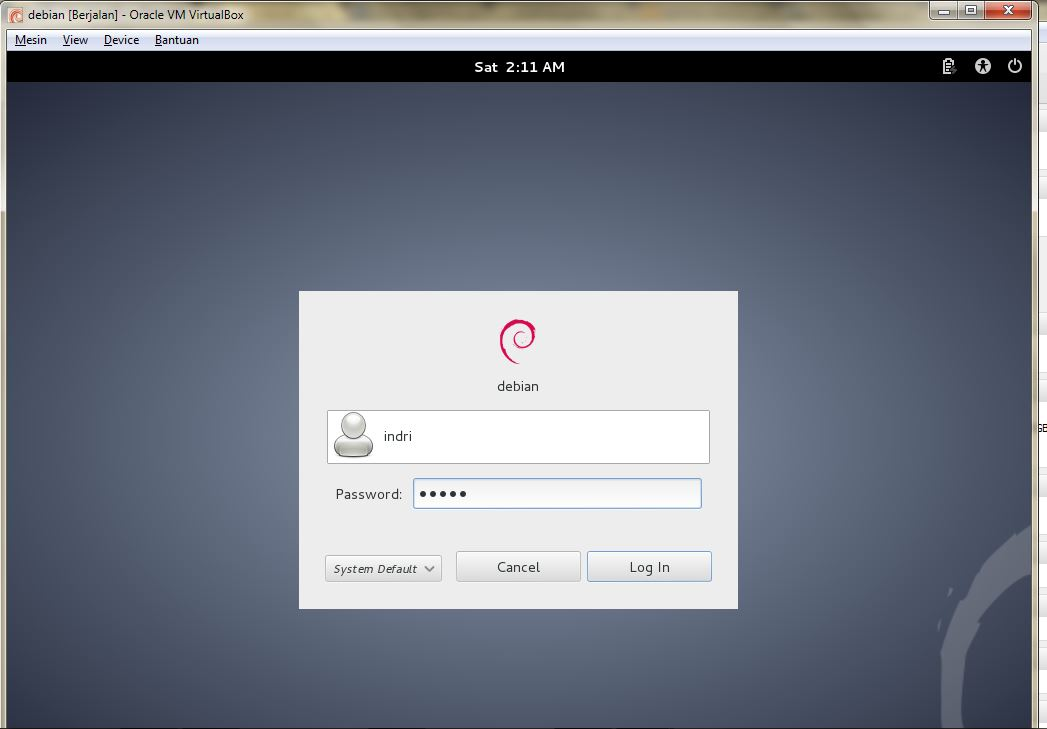 debian [Berjalan] - Oracle VM VirtualBox
Mesin View Device Bantuan
Sat 2:11 AM
debian
indri
Password: •••••
System Default Cancel Log In